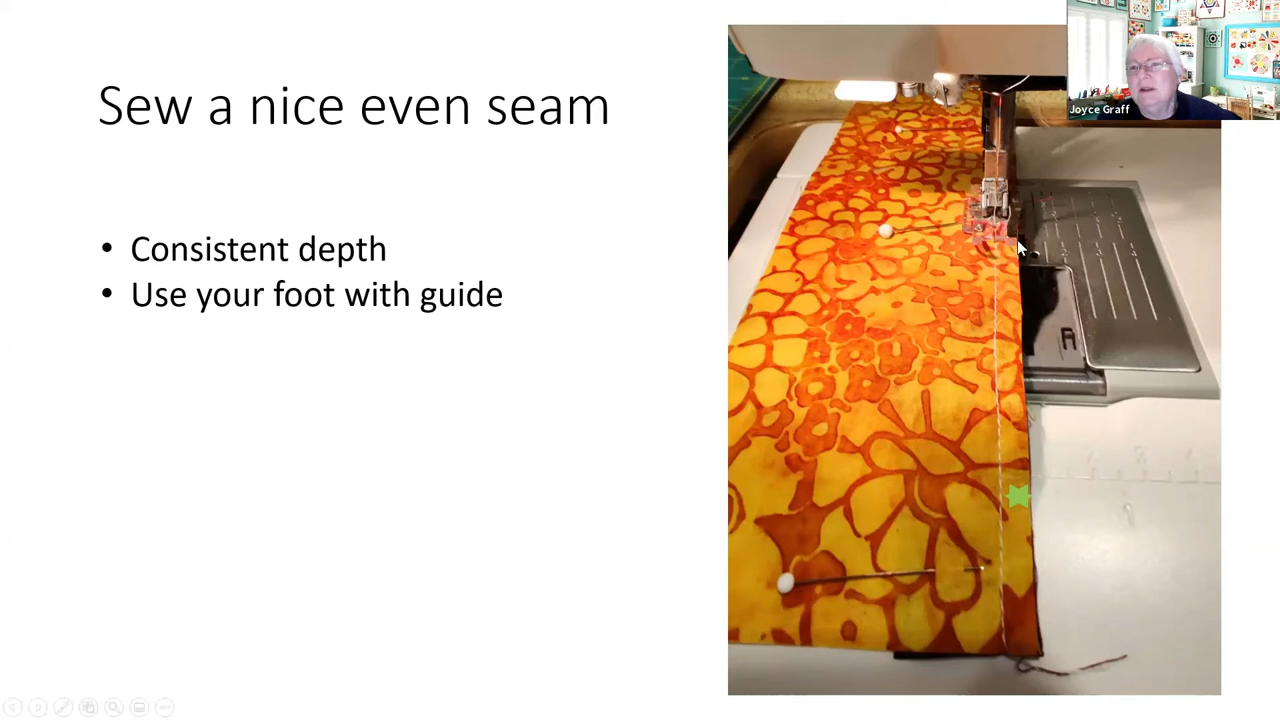 Sew a nice even seam
• Consistent depth
• Use your foot with guide
Joyce Graff
A